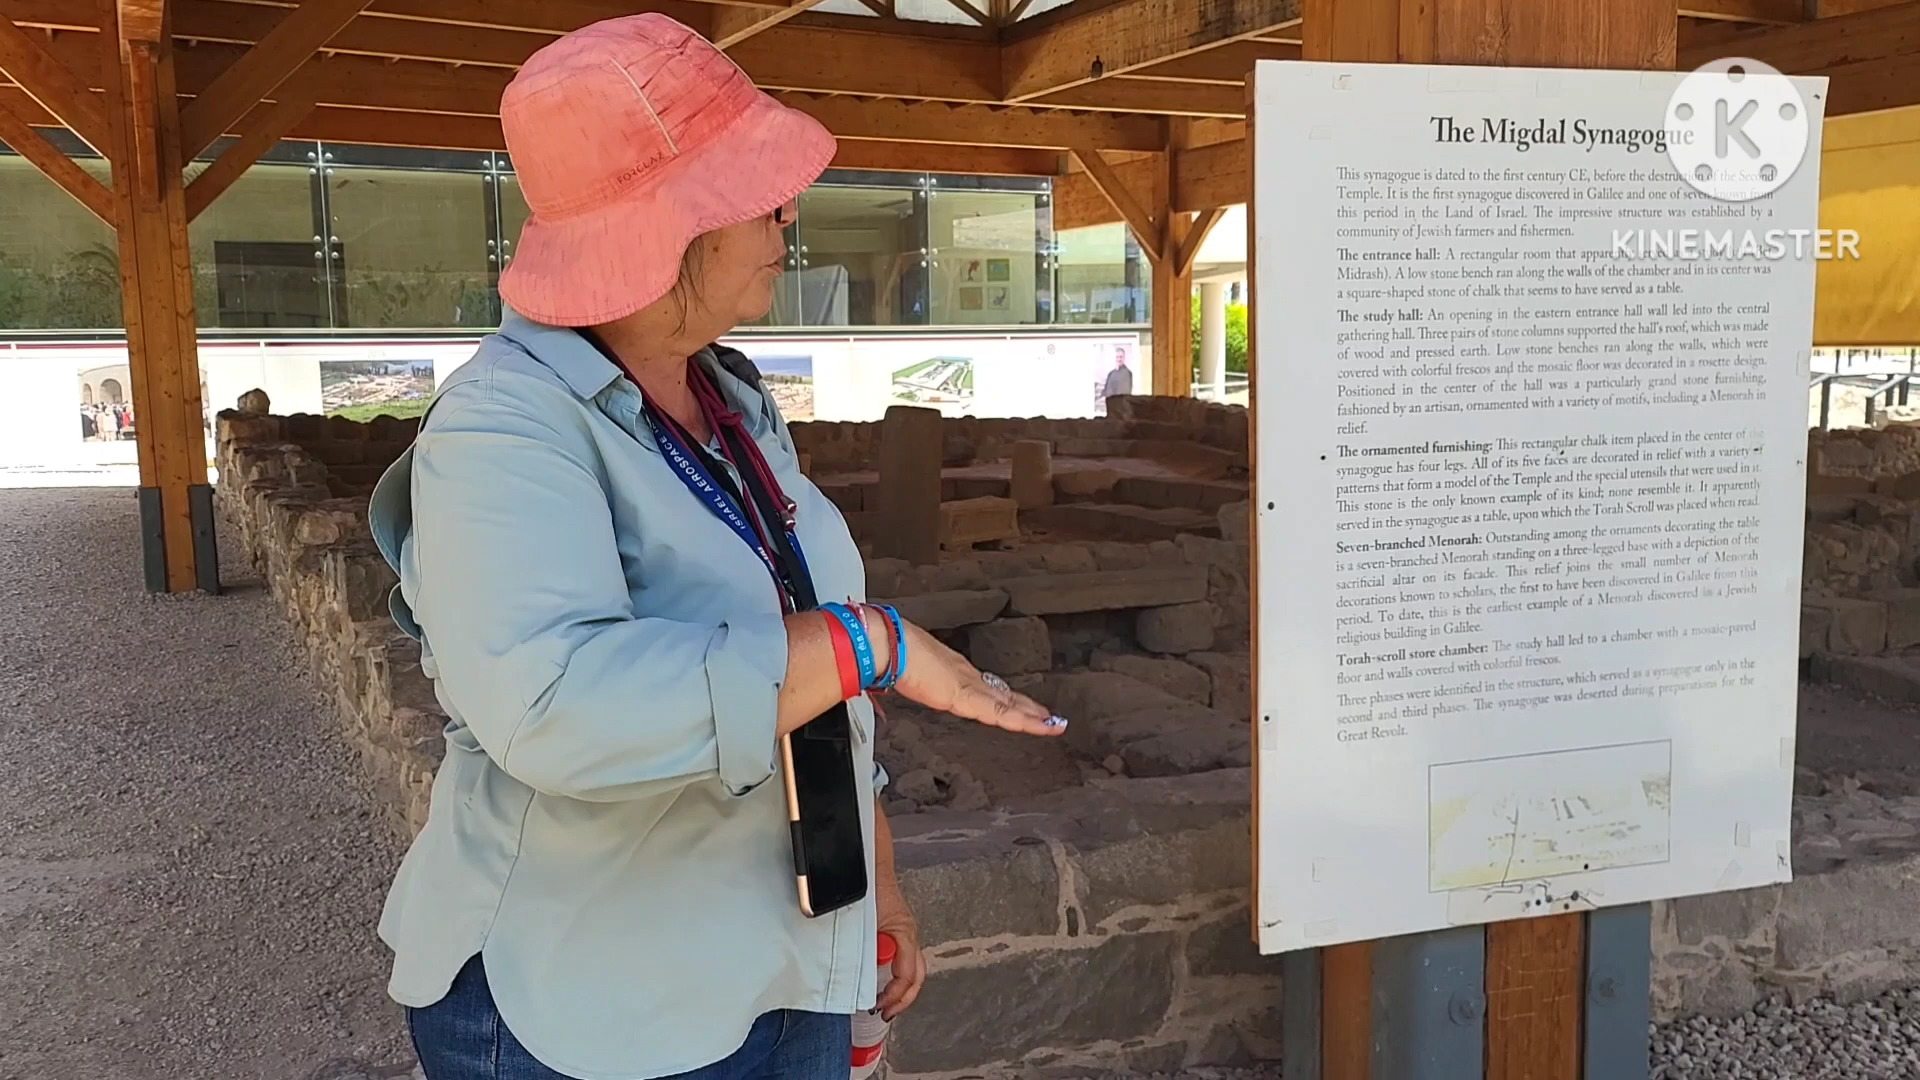 The Migdal Synagogue
This synagogue is dated to the first century CE, before the destruction of the Second
Temple. It is the first synagogue discovered in Galilee and one of seven known from
this period in the Land of Israel. The impressive structure was established by a
community of Jewish farmers and fishermen.
The entrance hall: A rectangular room that
Midrash). A low stone bench ran along the walls of the chamber and in its center was
a square-shaped stone of chalk that seems to have served as a table.
The study hall: An opening in the eastern entrance hall wall led into the central
gathering hall. Three pairs of stone columns supported the hall's roof, which was made
of wood and pressed earth. Low stone benches ran along the walls, which were
covered with colorful frescos and the mosaic floor was decorated in a rosette design.
Positioned in the center of the hall was a particularly grand stone furnishing,
fashioned by an artisan, ornamented with a variety of motifs, including a Menorah in
relief.
The ornamented furnishing: This rectangular chalk item placed in the center of the
synagogue has four legs. All of its five faces are decorated in relief with a variety of
patterns that form a model of the Temple and the special utensils that were used in it.
This stone is the only known example of its kind; none resemble it. It apparently
served in the synagogue as a table, upon which the Torah Scroll was placed when read.
Seven-branched Menorah: Outstanding among the ornaments decorating the table
is a seven-branched Menorah standing on a three-legged base with a depiction of the
sacrificial altar on its facade. This relief joins the small number of Menorah
decorations known to scholars, the first to have been discovered in Galilee from this
period. To date, this is the earliest example of a Menorah discovered in a Jewish
religious building in Galilee.
Torah-scroll store chamber: The study hall led to a chamber with a mosaic-paved
floor and walls covered with colorful frescos.
Three phases were identified in the structure, which served as a synagogue only in the
second and third phases. The synagogue was deserted during preparations for the
Great Revolt.
K
KINEMASTER
FORCLAZ
ISRAEL AEROSPACE